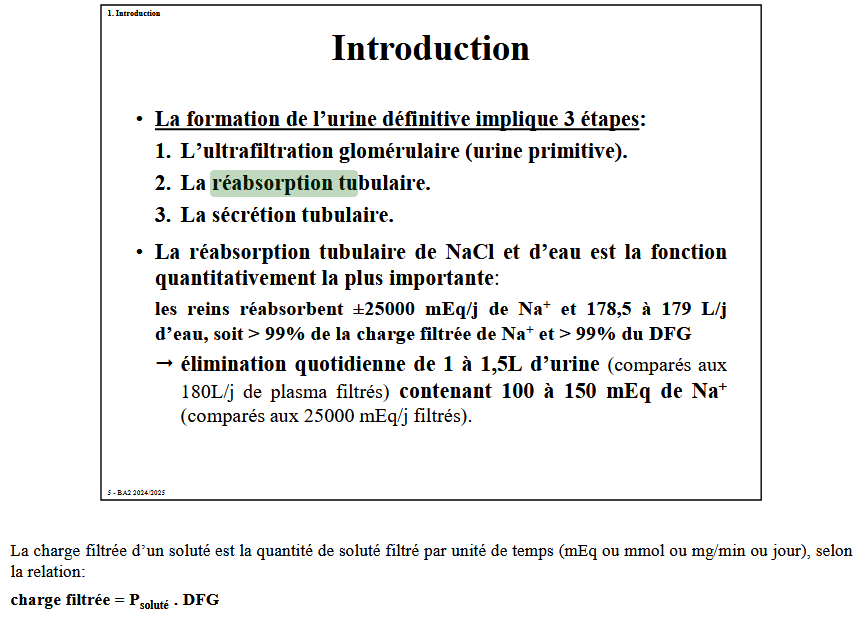 1. Introduction
Introduction
• La formation de l’urine définitive implique 3 étapes:
1. L’ultrafiltration glomérulaire (urine primitive).
2. La réabsorption tubulaire.
3. La sécrétion tubulaire.
• La réabsorption tubulaire de NaCl et d’eau est la fonction
quantitativement la plus importante:
les reins réabsorbent ±25000 mEq/j de Na⁺ et 178,5 à 179 L/j
d’eau, soit > 99% de la charge filtrée de Na⁺ et > 99% du DFG
→ élimination quotidienne de 1 à 1,5L d’urine (comparés aux
180L/j de plasma filtrés) contenant 100 à 150 mEq de Na⁺
(comparés aux 25000 mEq/j filtrés).
5 - BA2 2024/2025
La charge filtrée d’un soluté est la quantité de soluté filtré par unité de temps (mEq ou mmol ou mg/min ou jour), selon
la relation:
charge filtrée = Psoluté . DFG